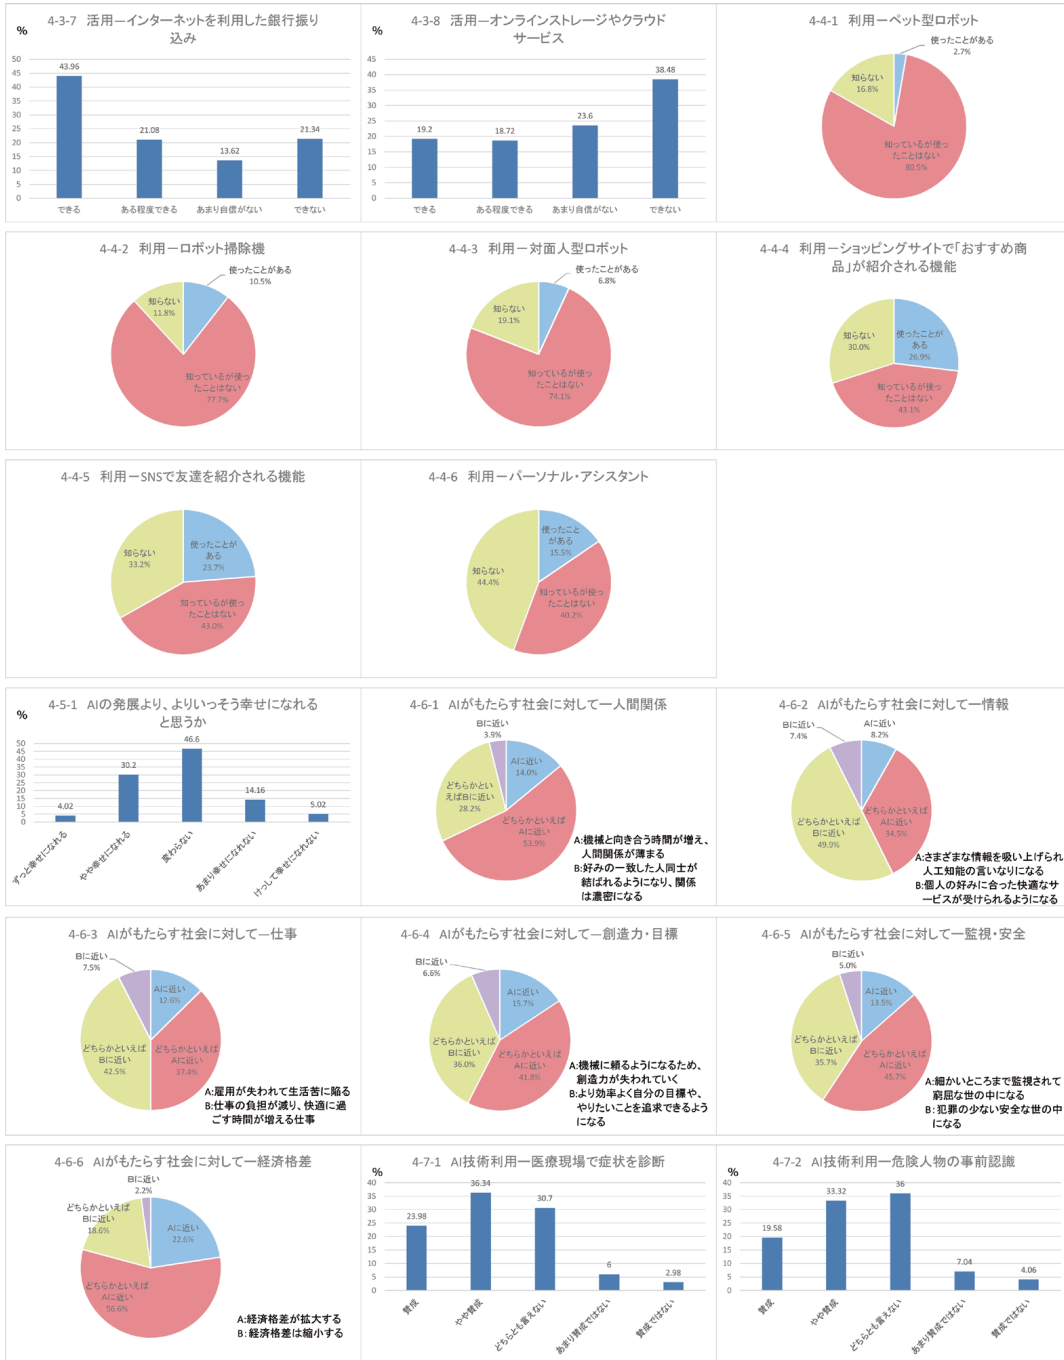 4-3-7 活用―インターネットを利用した銀行振り
込み
%
50
45
40
35
30
25
20
15
10
5
0
43.96
21.08
13.62
21.34
できる
ある程度できる
あまり自信がない
できない
4-3-8 活用―オンラインストレージやクラウド
サービス
%
45
40
35
30
25
20
15
10
5
0
19.2
18.72
23.6
38.48
できる
ある程度できる
あまり自信がない
できない
4-4-1 利用ーペット型ロボット
使ったことがある
2.7%
知らない
16.8%
知っているが使っ
たことはない
80.5%
4-4-2 利用ーロボット掃除機
使ったことがある
10.5%
知らない
11.8%
知っているが使っ
たことはない
77.7%
4-4-3 利用ー対面人型ロボット
使ったことがある
6.8%
知らない
19.1%
知っているが使っ
たことはない
74.1%
4-4-4 利用ーショッピングサイトで「おすすめ商
品」が紹介される機能
使ったことが
ある
26.9%
知らない
30.0%
知っているが使っ
たことはない
43.1%
4-4-5 利用ーSNSで友達を紹介される機能
使ったことが
ある
23.7%
知らない
33.2%
知っているが使っ
たことはない
43.0%
4-4-6 利用ーパーソナル・アシスタント
使ったこと
がある
15.5%
知らない
44.4%
知っているが使っ
たことはない
40.2%
4-5-1 AIの発展より、よりいっそう幸せになれる
と思うか
%
50
45
40
35
30
25
20
15
10
5
0
4.02
30.2
46.6
14.16
5.02
ずっと幸せになれる
やや幸せになれる
変わらない
あまり幸せになれない
けっして幸せになれない
4-6-1 AIがもたらす社会に対して―人間関係
Bに近い
3.9%
Aに近い
14.0%
どちらかとい
えばBに近い
28.2%
どちらかといえば
Aに近い
53.9%
A:機械と向き合う時間が増え、
人間関係が薄まる
B:好みの一致した人同士が
結ばれるようになり、関係
は濃密になる
4-6-2 AIがもたらす社会に対して―情報
Bに近い
7.4%
Aに近い
8.2%
どちらかといえば
Bに近い
49.9%
どちらかといえば
Aに近い
34.5%
A:さまざまな情報を吸い上げられ
人工知能の言いなりになる
B:個人の好みに合った快適なサ
ービスが受けられるようになる
4-6-3 AIがもたらす社会に対して―仕事
Bに近い
7.5%
Aに近い
12.6%
どちらかといえば
Bに近い
42.5%
どちらかといえば
Aに近い
37.4%
A:雇用が失われて生活苦に陥る
B:仕事の負担が減り、快適に過
ごす時間が増える仕事
4-6-4 AIがもたらす社会に対して―創造力・目標
Bに近い
6.6%
Aに近い
15.7%
どちらかといえば
Bに近い
36.0%
どちらかといえば
Aに近い
41.8%
A:機械に頼るようになるため、
創造力が失われていく
B:より効率よく自分の目標や、
やりたいことを追求できるよう
になる
4-6-5 AIがもたらす社会に対して―監視・安全
Bに近い
5.0%
Aに近い
13.5%
どちらかといえば
Bに近い
35.7%
どちらかといえば
Aに近い
45.7%
A:細かいところまで監視されて
窮屈な世の中になる
B:犯罪の少ない安全な世の中
になる
4-6-6 AIがもたらす社会に対して―経済格差
Bに近い
2.2%
どちらかといえば
Bに近い
18.6%
Aに近い
22.6%
どちらかといえば
Aに近い
56.6%
A:経済格差が拡大する
B:経済格差は縮小する
4-7-1 AI技術利用―医療現場で症状を診断
%
40
35
30
25
20
15
10
5
0
23.98
36.34
30.7
6
2.98
賛成
やや賛成
どちらとも言えない
あまり賛成ではない
賛成ではない
4-7-2 AI技術利用―危険人物の事前認識
%
40
35
30
25
20
15
10
5
0
19.58
33.32
36
7.04
4.06
賛成
やや賛成
どちらとも言えない
あまり賛成ではない
賛成ではない